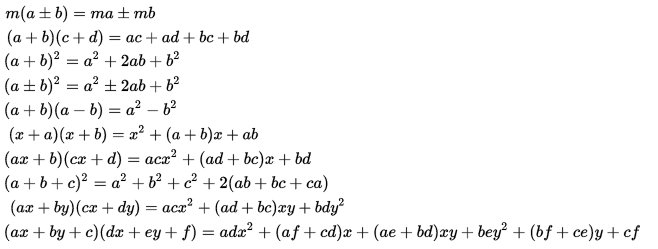 m(a ± b) = ma ± mb
(a + b)(c + d) = ac + ad + bc + bd
(a + b)² = a² + 2ab + b²
(a ± b)² = a² ± 2ab + b²
(a + b)(a − b) = a² − b²
(x + a)(x + b) = x² + (a + b)x + ab
(ax + b)(cx + d) = acx² + (ad + bc)x + bd
(a + b + c)² = a² + b² + c² + 2(ab + bc + ca)
(ax + by)(cx + dy) = acx² + (ad + bc)xy + bdy²
(ax + by + c)(dx + ey + f) = adx² + (af + cd)x + (ae + bd)xy + bey² + (bf + ce)y + cf